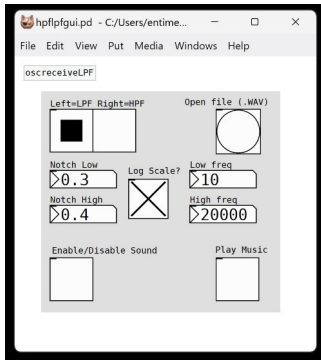 hpflpfgui.pd - C:/Users/entime...
File Edit View Put Media Windows Help
oscreceiveLPF
Left=LPF Right=HPF
Open file (.WAV)
Notch Low
0.3
Log Scale?
Low freq
10
Notch High
0.4
High freq
20000
Enable/Disable Sound
Play Music